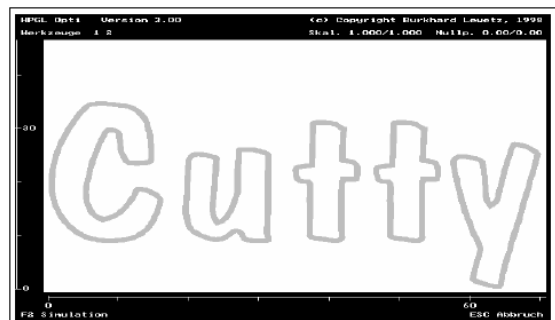 HPGL Opti Version 3.00 (c) Copyright Burkhard Lewetz, 1998
Werkzeuge 1 2 Skal. 1.000/1.000 Nullp. 0.00/0.00
Cutty
30
0
0 60
F2 Simulation ESC Abbruch